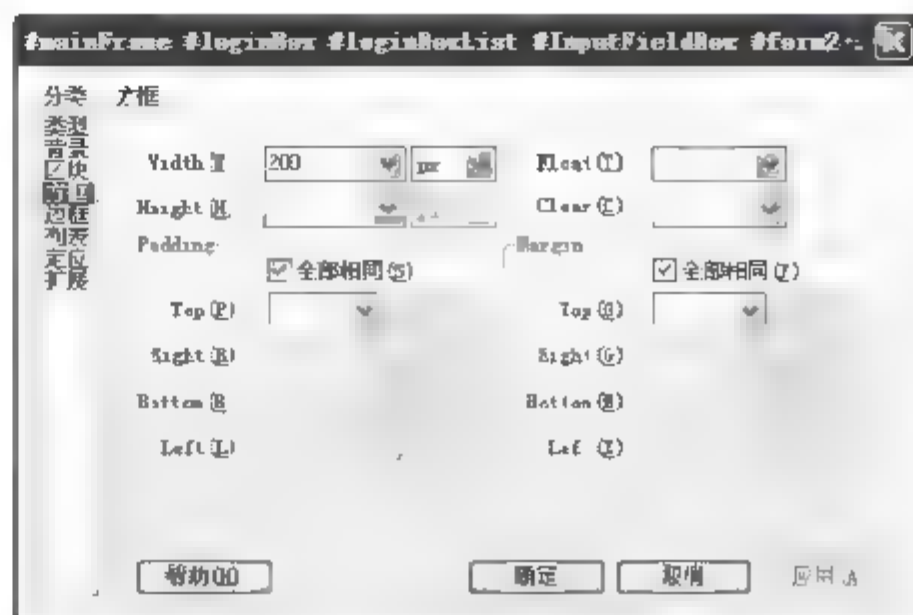 #mainFrame #loginBox #loginBoxList #InputFieldBox #form2
分类
方框
类型
背景
区块
方框
边框
列表
定位
扩展
Width
200
px
Float(T)
Height
Clear(C)
Padding
Margin
全部相同(S)
全部相同(F)
Top(P)
Top(O)
Right(R)
Right(G)
Bottom(B
Bottom(M)
Left(L)
Lef (E)
帮助(H)
确定
取消
应用 A